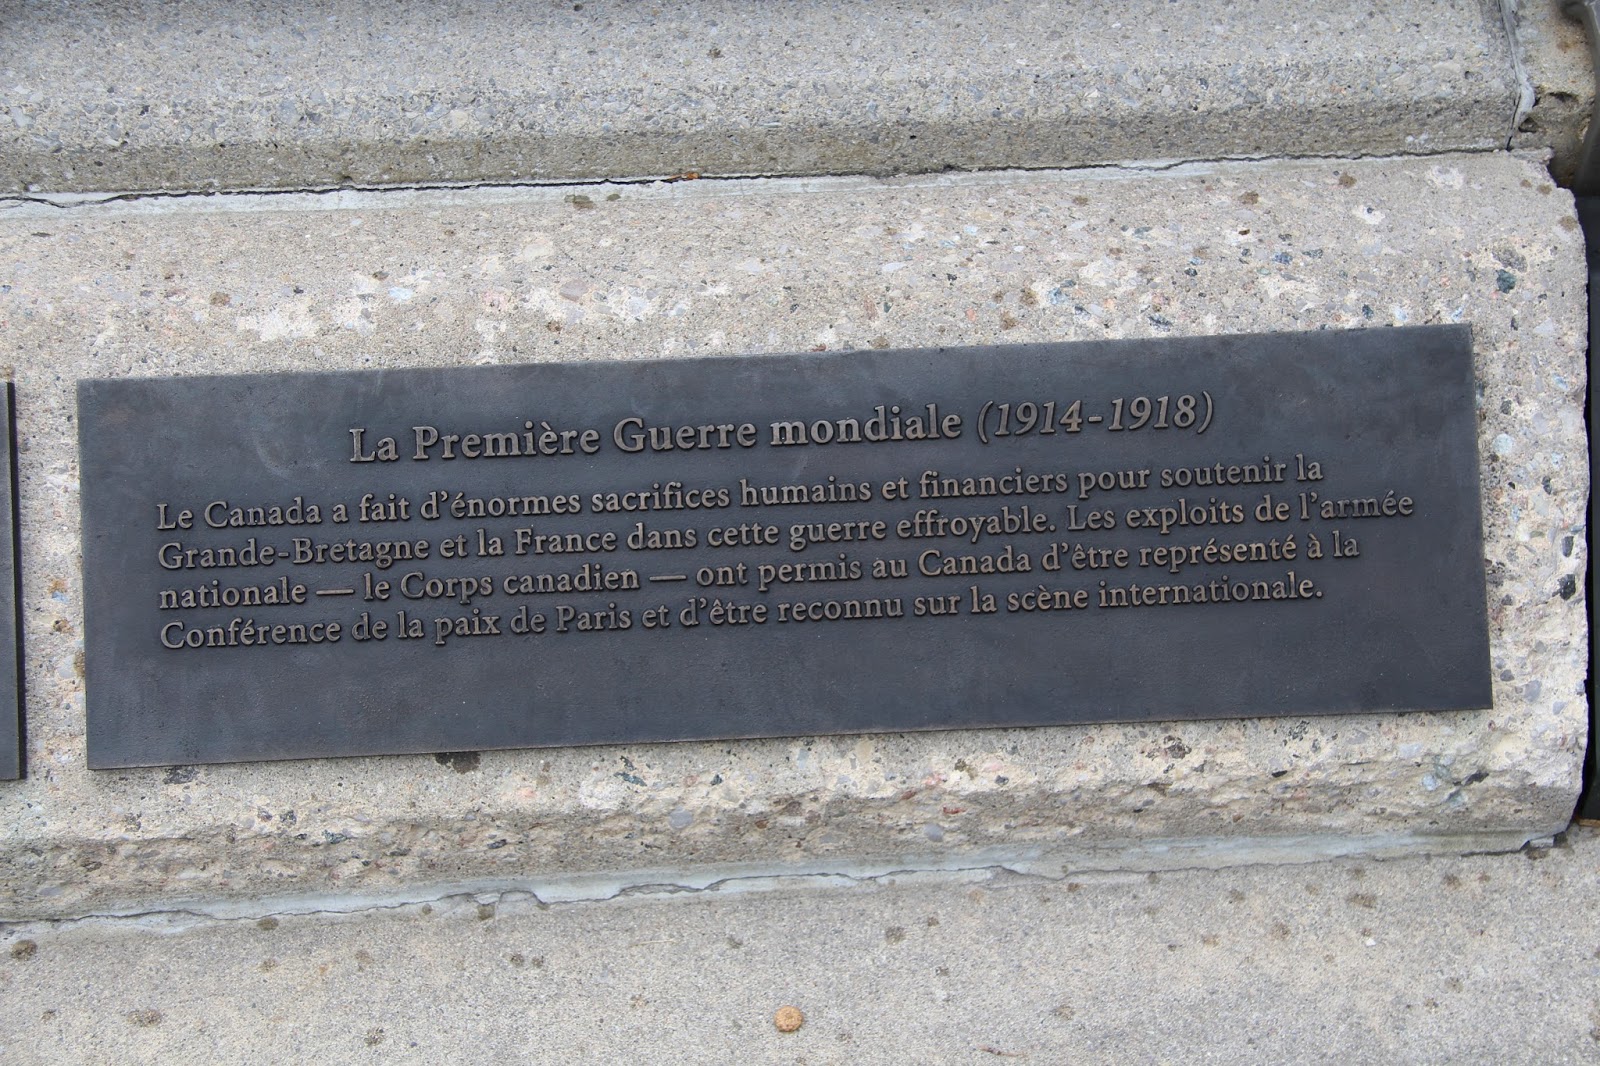 La Première Guerre mondiale (1914-1918)
Le Canada a fait d'énormes sacrifices humains et financiers pour soutenir la
Grande-Bretagne et la France dans cette guerre effroyable. Les exploits de l'armée
nationale — le Corps canadien — ont permis au Canada d'être représenté à la
Conférence de la paix de Paris et d'être reconnu sur la scène internationale.